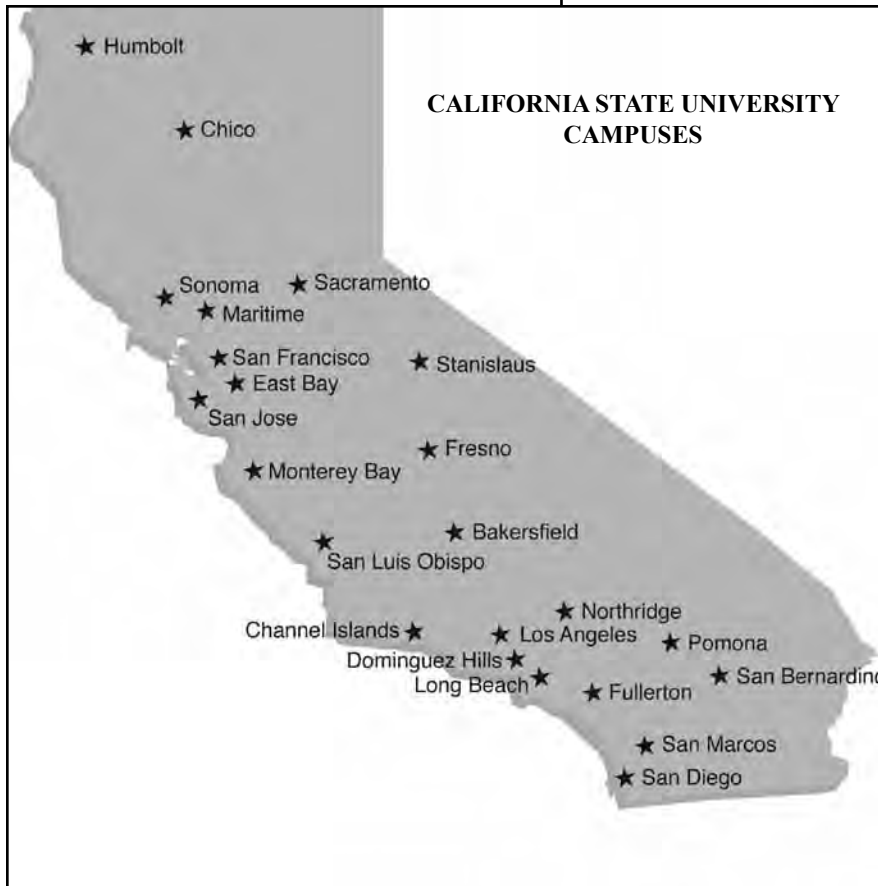 CALIFORNIA STATE UNIVERSITY
CAMPUSES
Humbolt
Chico
Sonoma
Sacramento
Maritime
San Francisco
Stanislaus
East Bay
San Jose
Fresno
Monterey Bay
Bakersfield
San Luis Obispo
Northridge
Channel Islands
Los Angeles
Pomona
Dominguez Hills
Long Beach
San Bernardino
Fullerton
San Marcos
San Diego